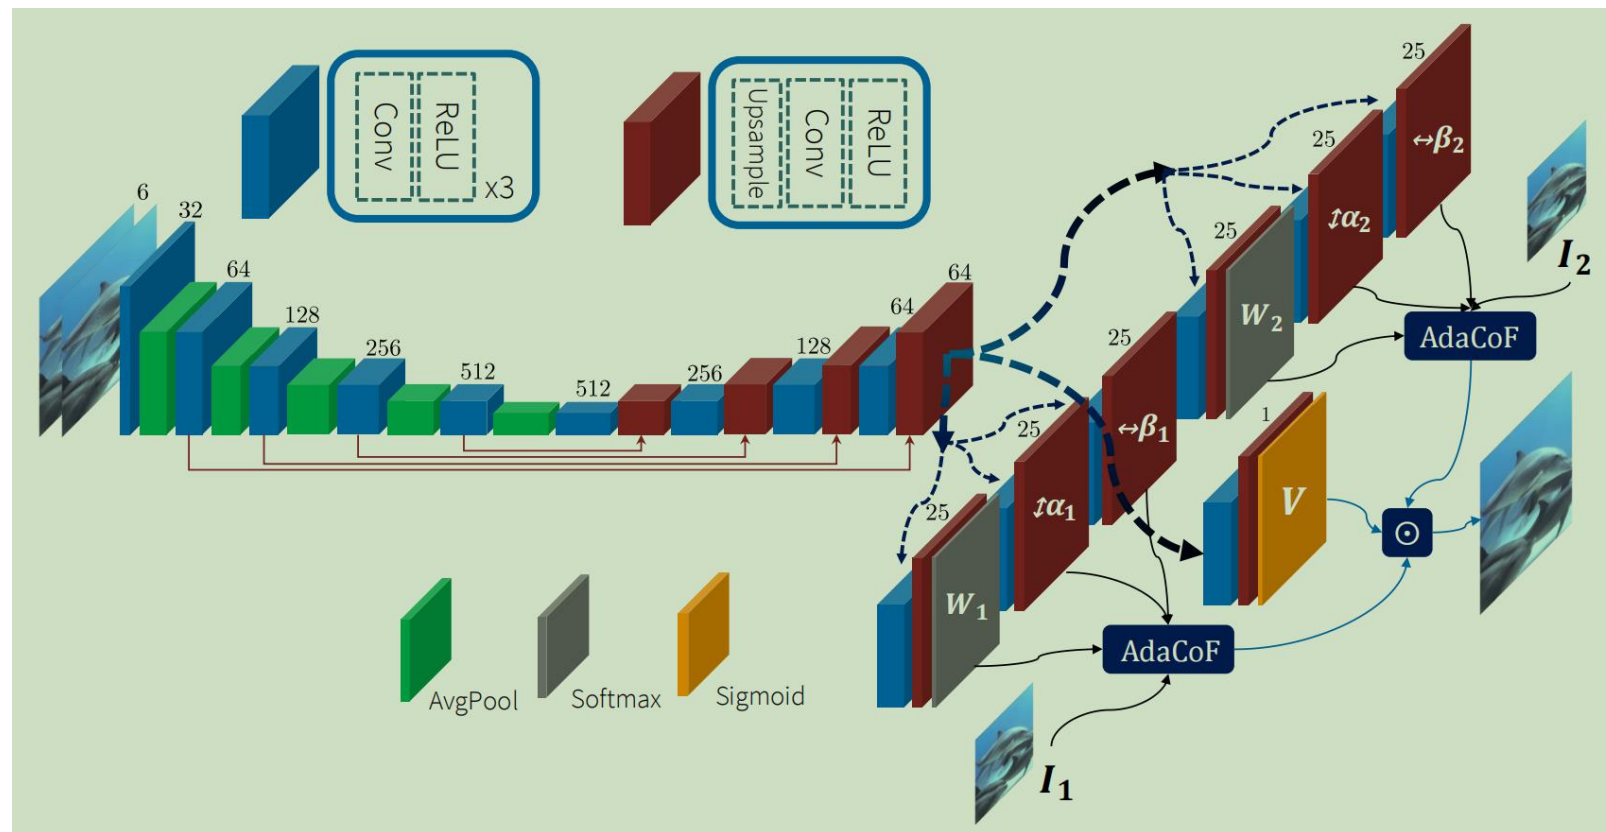 Conv
ReLU
x3
Upsample
Conv
ReLU
6
32
64
128
256
512
512
256
128
64
64
25
W₁
25
↕α₁
25
↔β₁
25
W₂
25
↕α₂
25
↔β₂
1
V
I₂
AdaCoF
⊙
AdaCoF
I₁
AvgPool
Softmax
Sigmoid